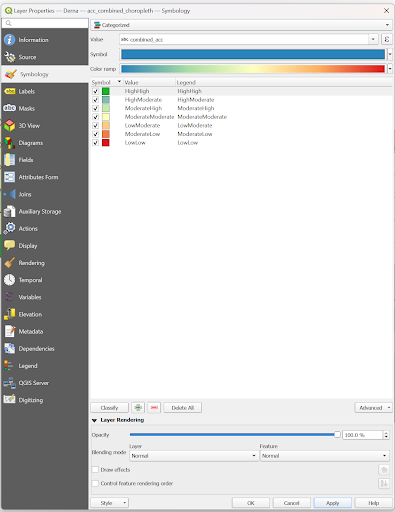 Layer Properties — Derna — acc_combined_choropleth — Symbology
Information
Source
Symbology
Labels
Masks
3D View
Diagrams
Fields
Attributes Form
Joins
Auxiliary Storage
Actions
Display
Rendering
Temporal
Variables
Elevation
Metadata
Dependencies
Legend
QGIS Server
Digitizing
Categorized
Value abc combined_acc ε
Symbol
Color ramp
Symbol Value Legend
HighHigh HighHigh
HighModerate HighModerate
ModerateHigh ModerateHigh
ModerateModerate ModerateModerate
LowModerate LowModerate
ModerateLow ModerateLow
LowLow LowLow
Classify Delete All Advanced
Layer Rendering
Opacity 100.0 %
Layer Feature
Blending mode Normal Normal
Draw effects
Control feature rendering order
Style OK Cancel Apply Help